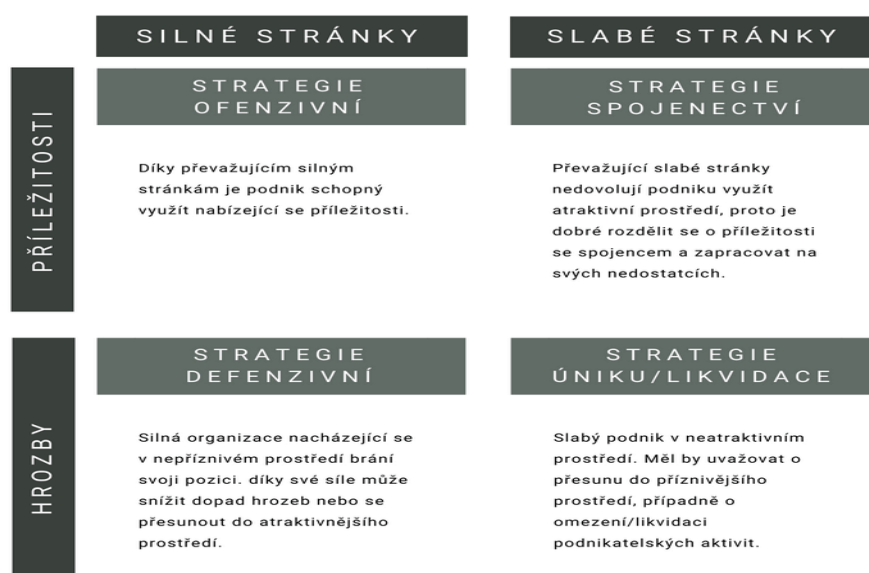 SILNÉ STRÁNKY
SLABÉ STRÁNKY
PŘÍLEŽITOSTI
STRATEGIE
OFENZIVNÍ
Díky převažujícím silným
stránkám je podnik schopný
využít nabízející se příležitosti.
STRATEGIE
SPOJENECTVÍ
Převažující slabé stránky
nedovolují podniku využít
atraktivní prostředí, proto je
dobré rozdělit se o příležitosti
se spojencem a zapracovat na
svých nedostatcích.
HROZBY
STRATEGIE
DEFENZIVNÍ
Silná organizace nacházející se
v nepříznivém prostředí brání
svoji pozici. díky své síle může
snížit dopad hrozeb nebo se
přesunout do atraktivnějšího
prostředí.
STRATEGIE
ÚNIKU/LIKVIDACE
Slabý podnik v neatraktivním
prostředí. Měl by uvažovat o
přesunu do příznivějšího
prostředí, případně o
omezení/likvidaci
podnikatelských aktivit.